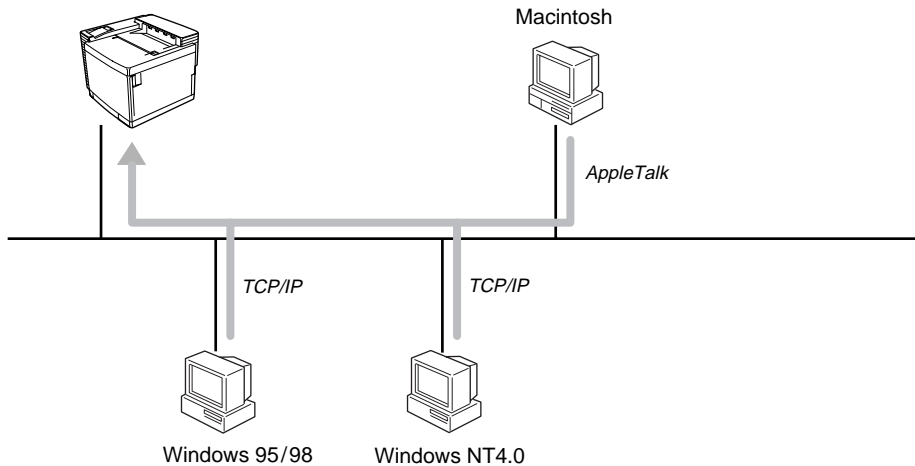 Macintosh
AppleTalk
TCP/IP
TCP/IP
Windows 95/98
Windows NT4.0